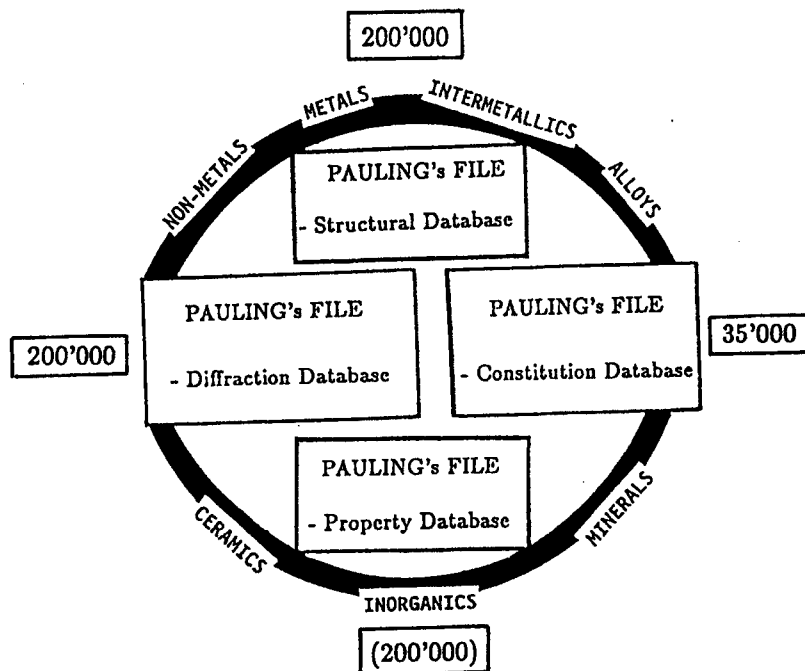 200'000
METALS
INTERMETALLICS
NON-METALS
ALLOYS
PAULING's FILE
- Structural Database
PAULING's FILE
- Diffraction Database
PAULING's FILE
- Constitution Database
200'000
35'000
PAULING's FILE
- Property Database
CERAMICS
MINERALS
INORGANICS
(200'000)